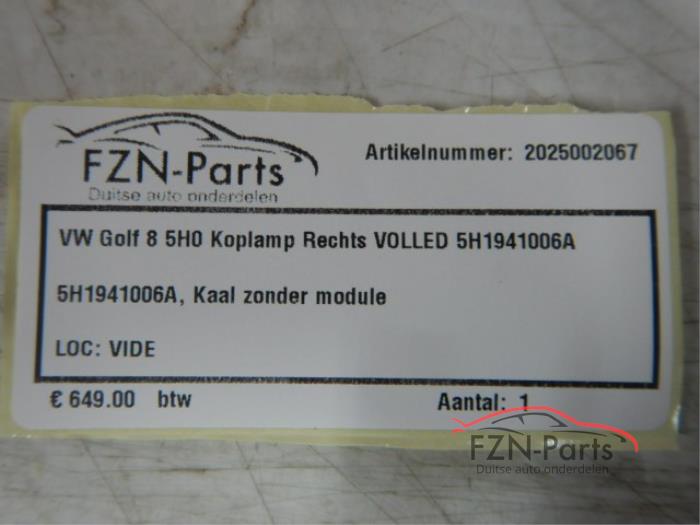 FZN-Parts
Duitse auto onderdelen
Artikelnummer: 2025002067
VW Golf 8 5H0 Koplamp Rechts VOLLED 5H1941006A
5H1941006A, Kaal zonder module
LOC: VIDE
€ 649.00 btw
Aantal: 1
FZN-Parts
Duitse auto onderdelen